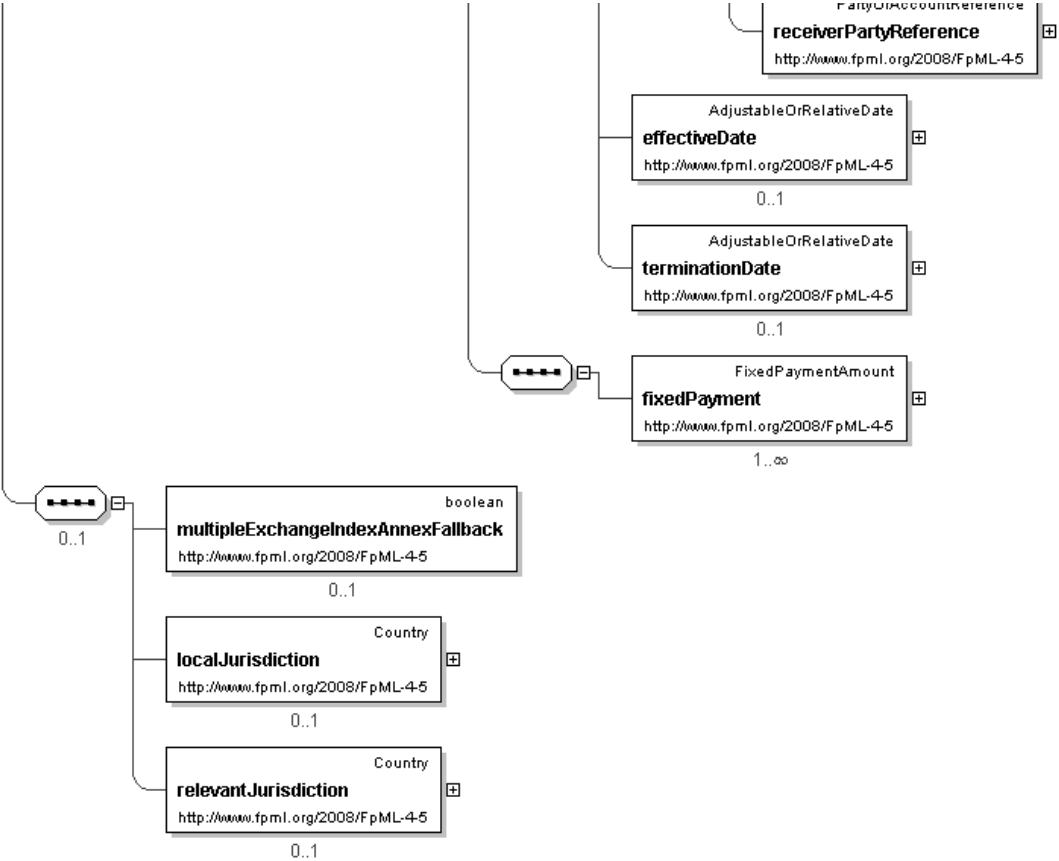 PartyOrAccountReference
receiverPartyReference
http://www.fpml.org/2008/FpML-4-5
AdjustableOrRelativeDate
effectiveDate
http://www.fpml.org/2008/FpML-4-5
0..1
AdjustableOrRelativeDate
terminationDate
http://www.fpml.org/2008/FpML-4-5
0..1
FixedPaymentAmount
fixedPayment
http://www.fpml.org/2008/FpML-4-5
1..∞
0..1
boolean
multipleExchangeIndexAnnexFallback
http://www.fpml.org/2008/FpML-4-5
0..1
Country
localJurisdiction
http://www.fpml.org/2008/FpML-4-5
0..1
Country
relevantJurisdiction
http://www.fpml.org/2008/FpML-4-5
0..1